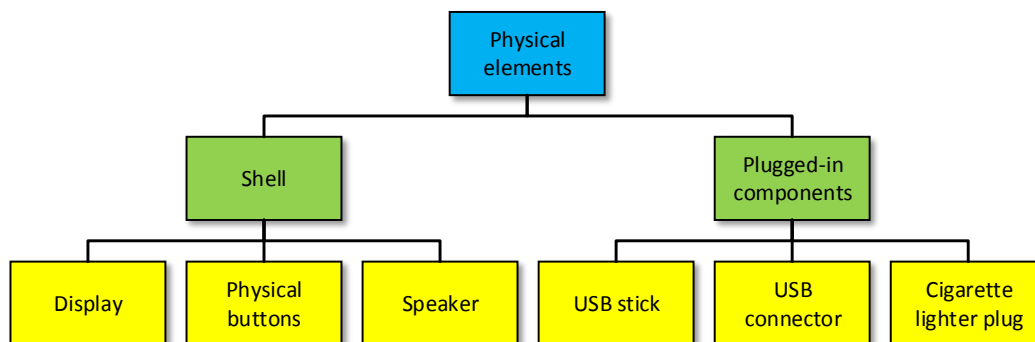 Physical
elements
Shell
Plugged-in
components
Display
Physical
buttons
Speaker
USB stick
USB
connector
Cigarette
lighter plug